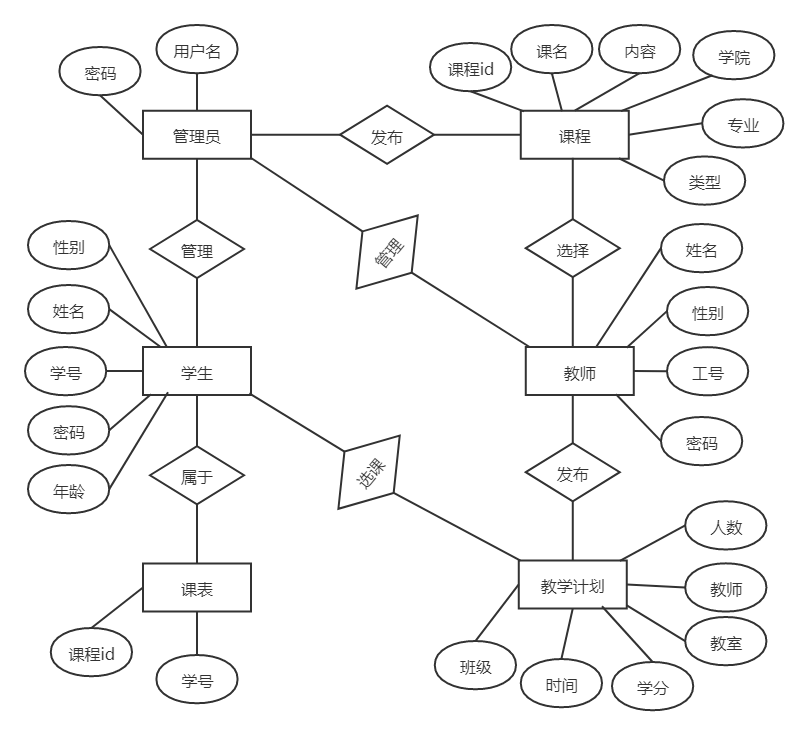 用户名
密码
课程id
课名
内容
学院
管理员
发布
课程
专业
类型
管理
管理
选择
性别
姓名
学号
密码
年龄
学生
教师
姓名
性别
工号
密码
属于
选课
发布
课表
课程id
学号
教学计划
人数
教师
教室
班级
时间
学分